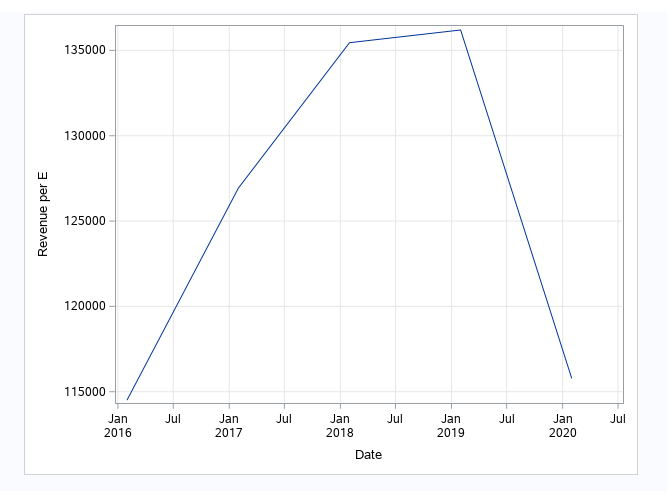 135000
130000
125000
120000
115000
Revenue per E
Jan Jul Jan Jul Jan Jul Jan Jul Jan Jul
2016 2017 2018 2019 2020
Date